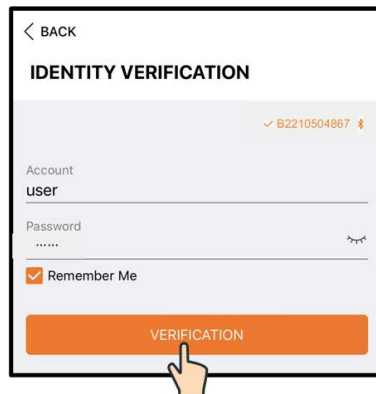 BACK
IDENTITY VERIFICATION
B2210504867
Account
user
Password
......
Remember Me
VERIFICATION